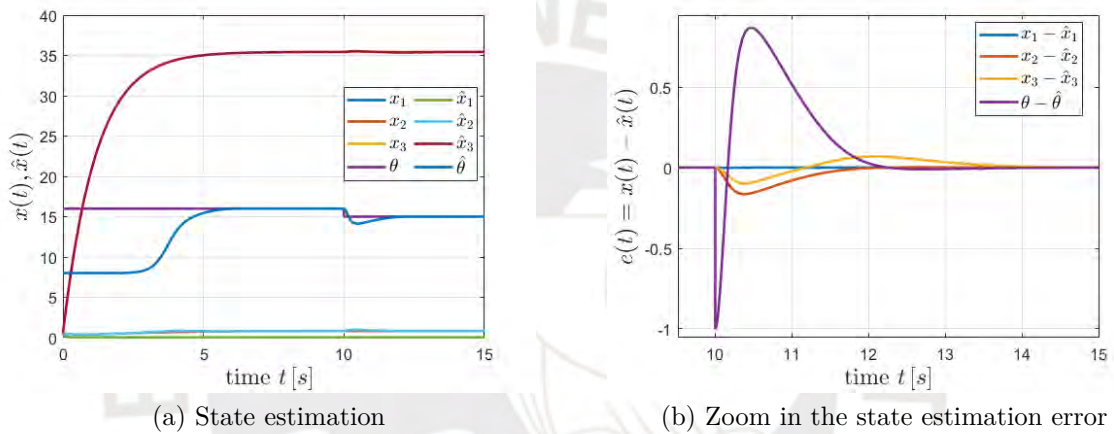 40
35
30
25
20
15
10
5
0
0 5 10 15
x(t), x̂(t)
time t [s]
x₁ x̂₁
x₂ x̂₂
x₃ x̂₃
θ θ̂
(a) State estimation
0.5
0
-0.5
-1
10 11 12 13 14 15
e(t) = x(t) − x̂(t)
time t [s]
x₁ − x̂₁
x₂ − x̂₂
x₃ − x̂₃
θ − θ̂
(b) Zoom in the state estimation error